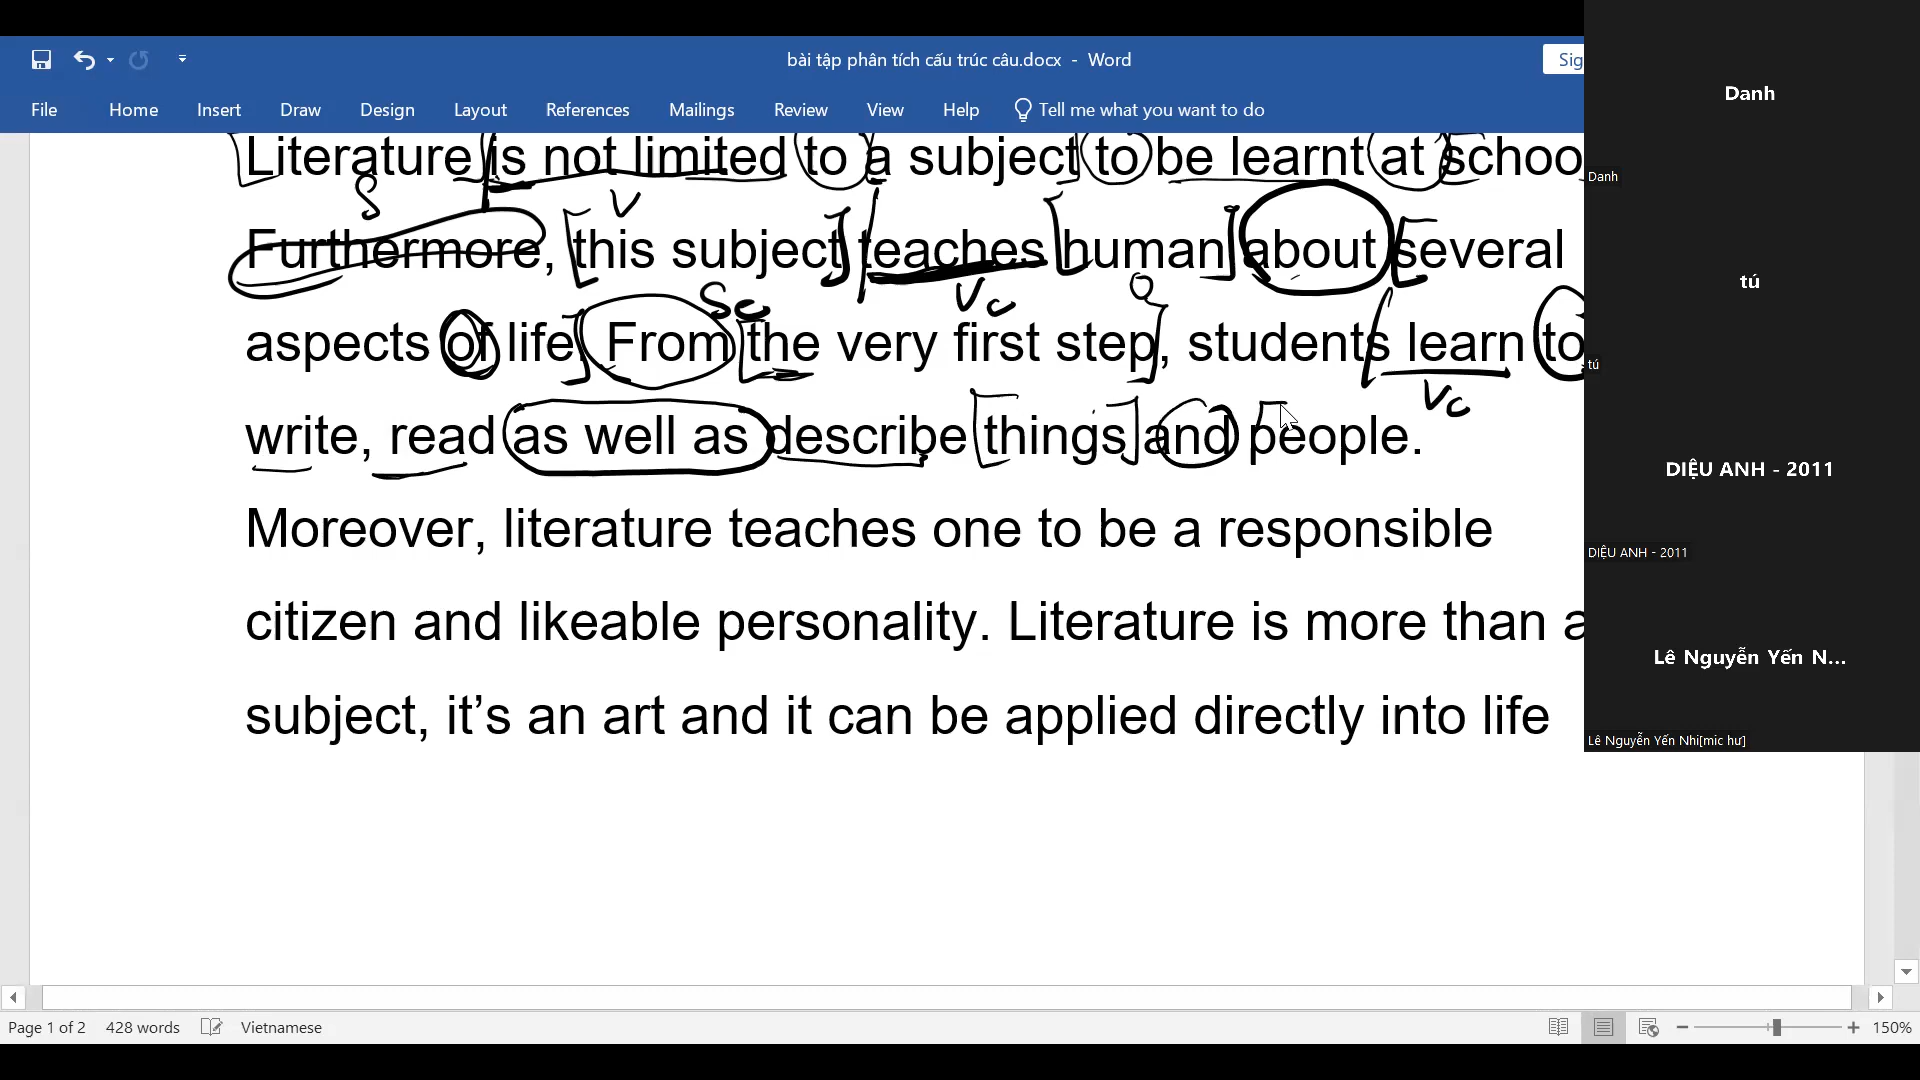 bài tập phân tích cấu trúc câu.docx - Word
Sig
File Home Insert Draw Design Layout References Mailings Review View Help Tell me what you want to do
Literature is not limited to a subject to be learnt at schoo
S V
Furthermore, this subject teaches human about several
Sc Vc O
aspects of life. From the very first step, students learn to
Vc
write, read as well as describe things and people.
Moreover, literature teaches one to be a responsible
citizen and likeable personality. Literature is more than a
subject, it’s an art and it can be applied directly into life
Danh
Danh
tú
tú
DIỆU ANH - 2011
DIỆU ANH - 2011
Lê Nguyễn Yến N...
Lê Nguyễn Yến Nhi[mic hư]
Page 1 of 2 428 words Vietnamese 150%